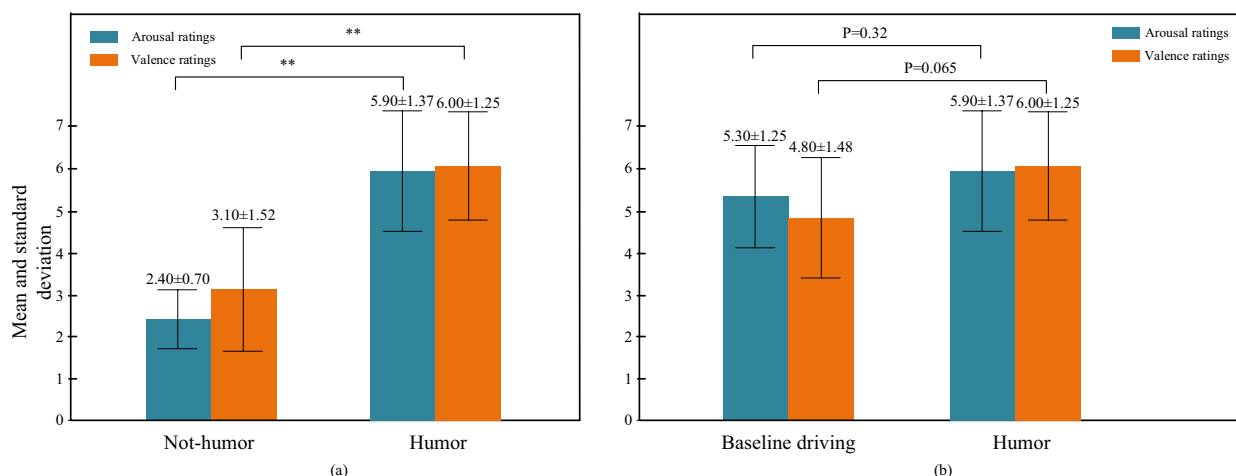 Arousal ratings
Valence ratings
**
**
5.90±1.37
6.00±1.25
3.10±1.52
2.40±0.70
Mean and standard
deviation
7
6
5
4
3
2
1
0
Not-humor
Humor
(a)
Arousal ratings
Valence ratings
P=0.32
P=0.065
5.90±1.37
6.00±1.25
5.30±1.25
4.80±1.48
7
6
5
4
3
2
1
0
Baseline driving
Humor
(b)